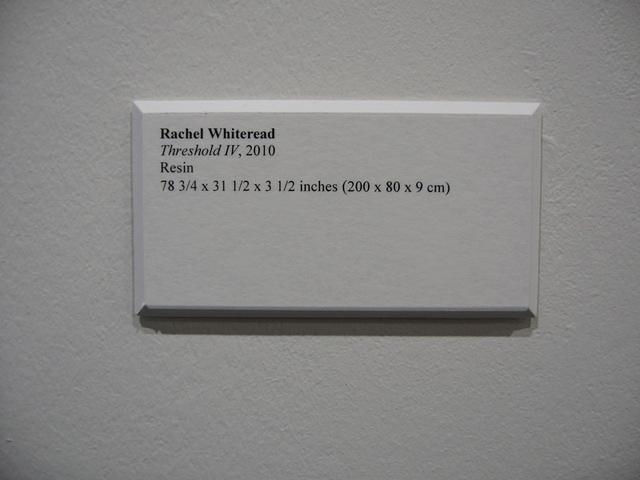 Rachel Whiteread
Threshold IV, 2010
Resin
78 3/4 x 31 1/2 x 3 1/2 inches (200 x 80 x 9 cm)